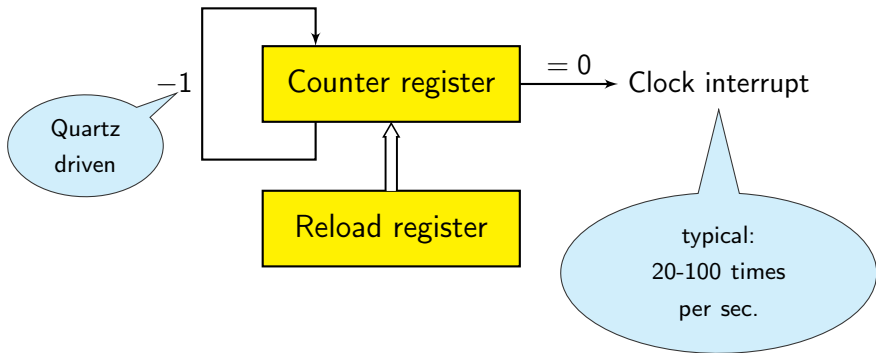 = 0
Counter register
Clock interrupt
−1
Quartz
driven
Reload register
typical:
20-100 times
per sec.